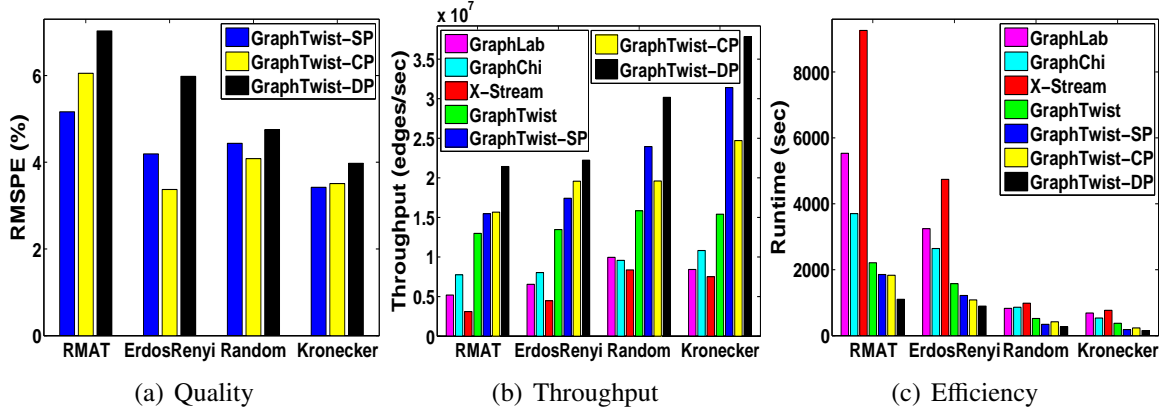 6
4
2
0
RMSPE (%)
GraphTwist−SP
GraphTwist−CP
GraphTwist−DP
RMAT ErdosRenyi Random Kronecker
(a) Quality
x 10^7
3.5
3
2.5
2
1.5
1
0.5
0
Throughput (edges/sec)
GraphLab
GraphChi
X−Stream
GraphTwist
GraphTwist−SP
GraphTwist−CP
GraphTwist−DP
RMAT ErdosRenyi Random Kronecker
(b) Throughput
8000
6000
4000
2000
0
Runtime (sec)
GraphLab
GraphChi
X−Stream
GraphTwist
GraphTwist−SP
GraphTwist−CP
GraphTwist−DP
RMAT ErdosRenyi Random Kronecker
(c) Efficiency